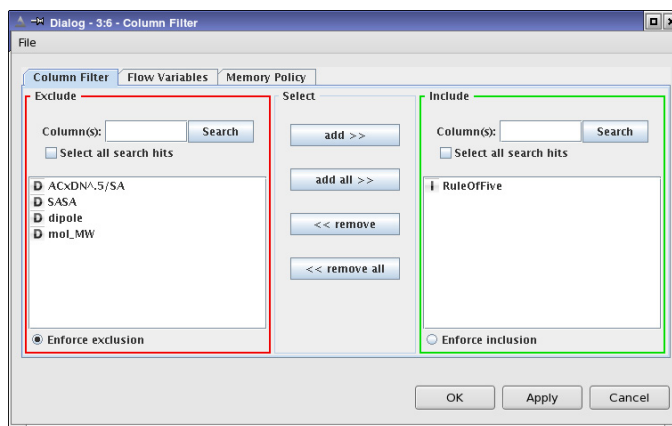 Dialog - 3:6 - Column Filter
File
Column Filter Flow Variables Memory Policy
Exclude
Column(s): Search
Select all search hits
D ACxDN^.5/SA
D SASA
D dipole
D mol_MW
Enforce exclusion
Select
add >>
add all >>
<< remove
<< remove all
Include
Column(s): Search
Select all search hits
I RuleOfFive
Enforce inclusion
OK Apply Cancel